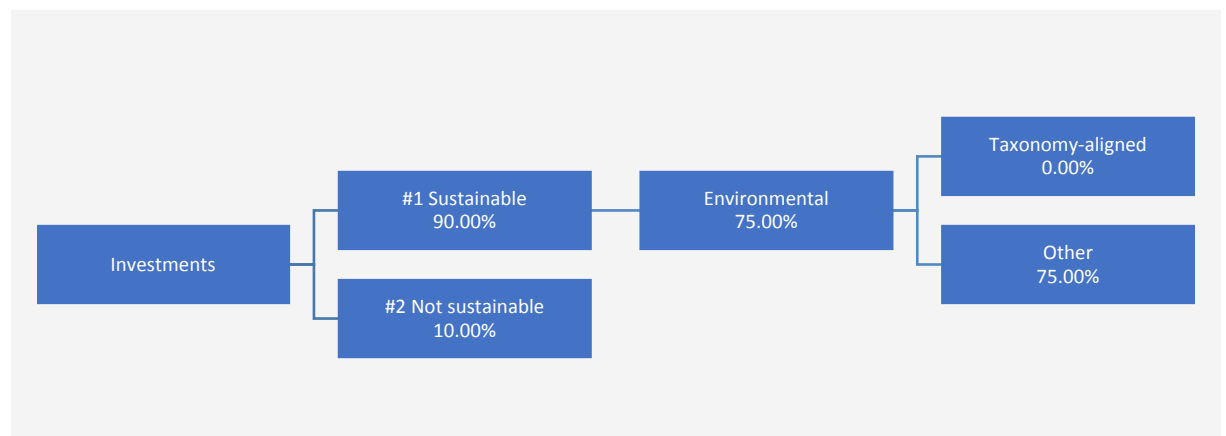 Investments
#1 Sustainable
90.00%
#2 Not sustainable
10.00%
Environmental
75.00%
Taxonomy-aligned
0.00%
Other
75.00%